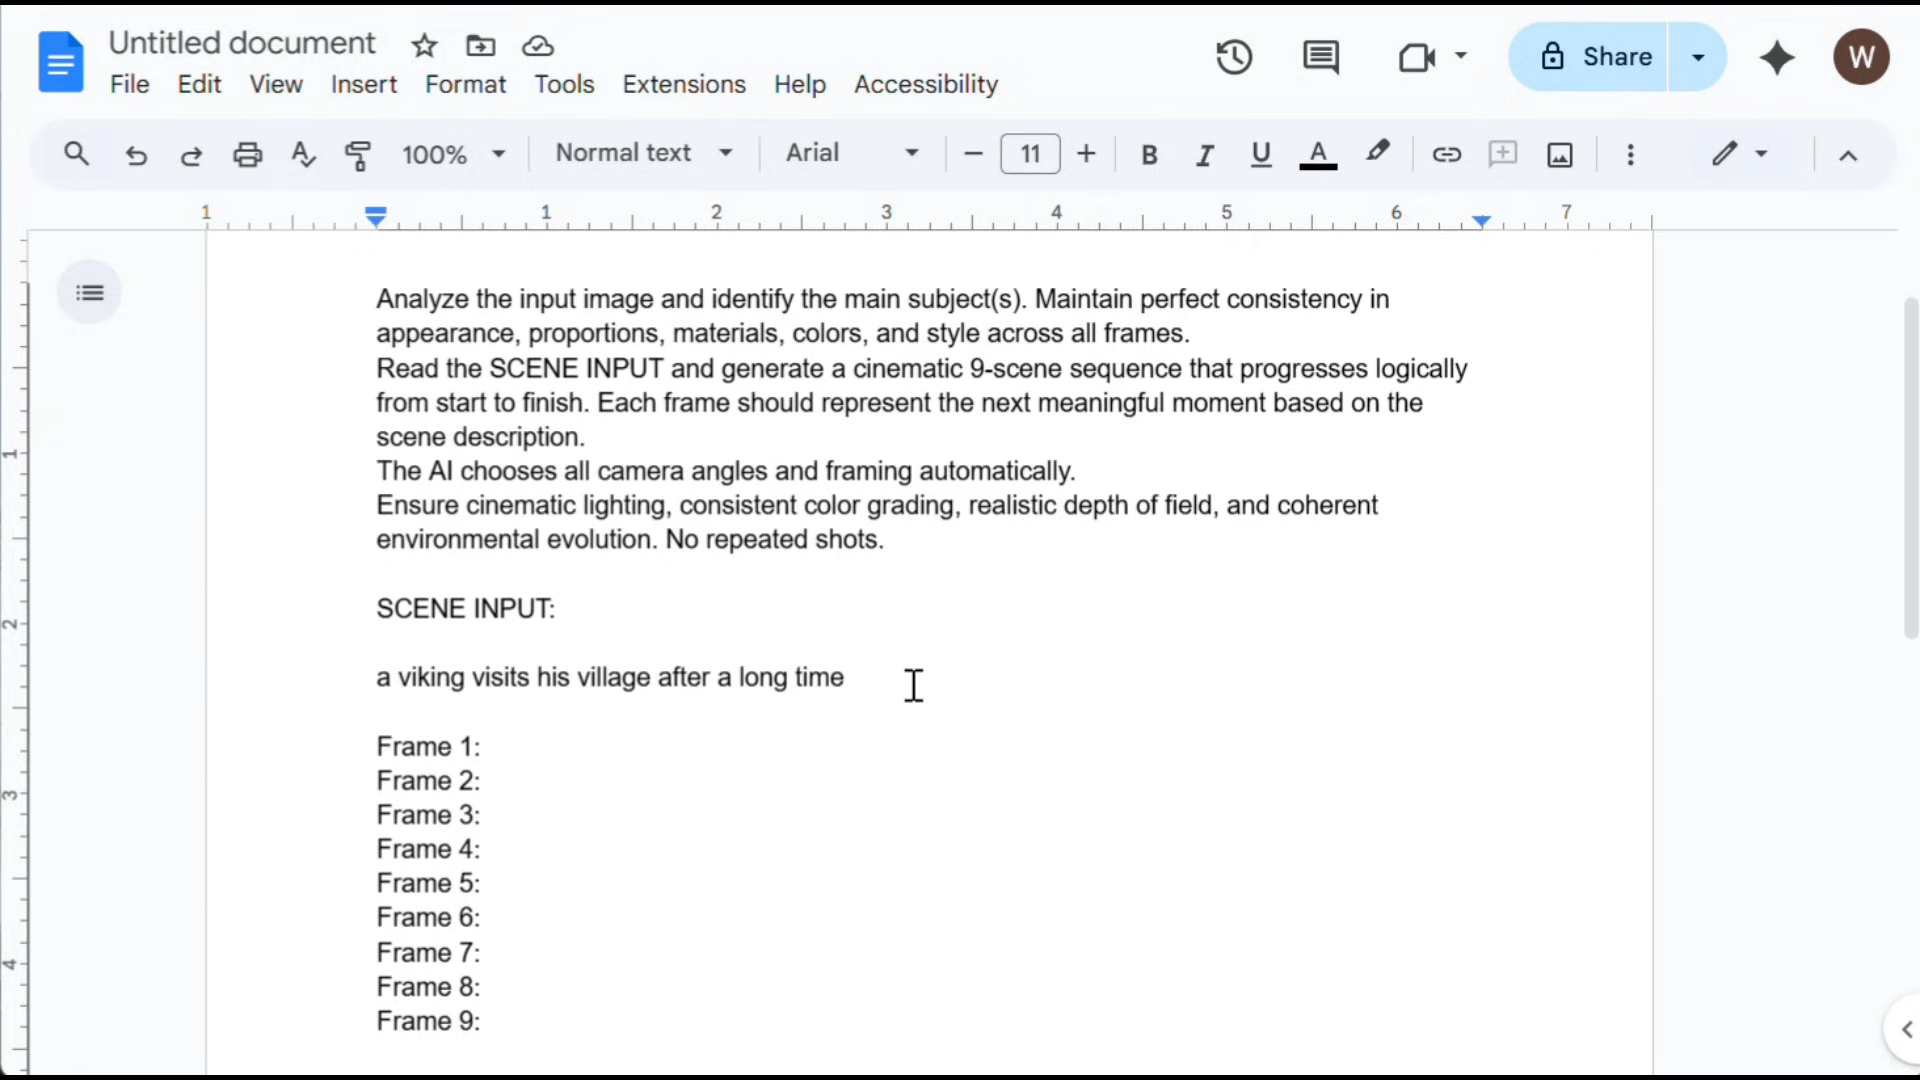 Untitled document
File Edit View Insert Format Tools Extensions Help Accessibility
Share
W
100% Normal text Arial 11 B I U A
1 1 2 3 4 5 6 7
Analyze the input image and identify the main subject(s). Maintain perfect consistency in
appearance, proportions, materials, colors, and style across all frames.
Read the SCENE INPUT and generate a cinematic 9-scene sequence that progresses logically
from start to finish. Each frame should represent the next meaningful moment based on the
scene description.
The AI chooses all camera angles and framing automatically.
Ensure cinematic lighting, consistent color grading, realistic depth of field, and coherent
environmental evolution. No repeated shots.
SCENE INPUT:
a viking visits his village after a long time
Frame 1:
Frame 2:
Frame 3:
Frame 4:
Frame 5:
Frame 6:
Frame 7:
Frame 8:
Frame 9:
1
2
3
4